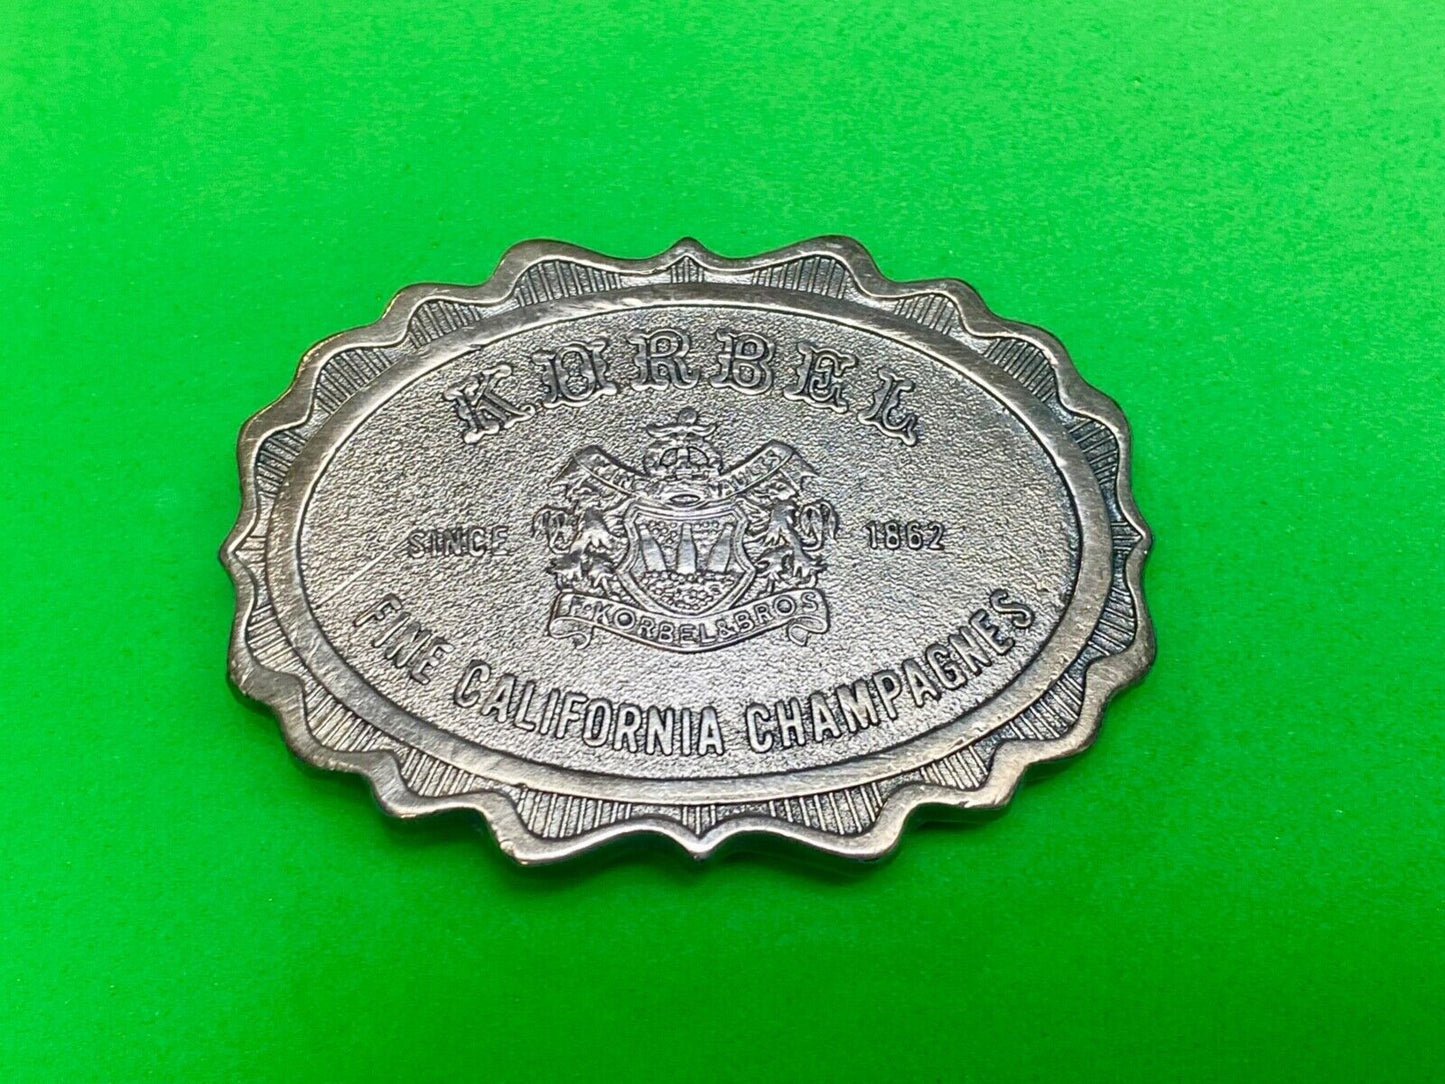 KORBEL
SINCE 1862
F. KORBEL & BROS
FINE CALIFORNIA CHAMPAGNES